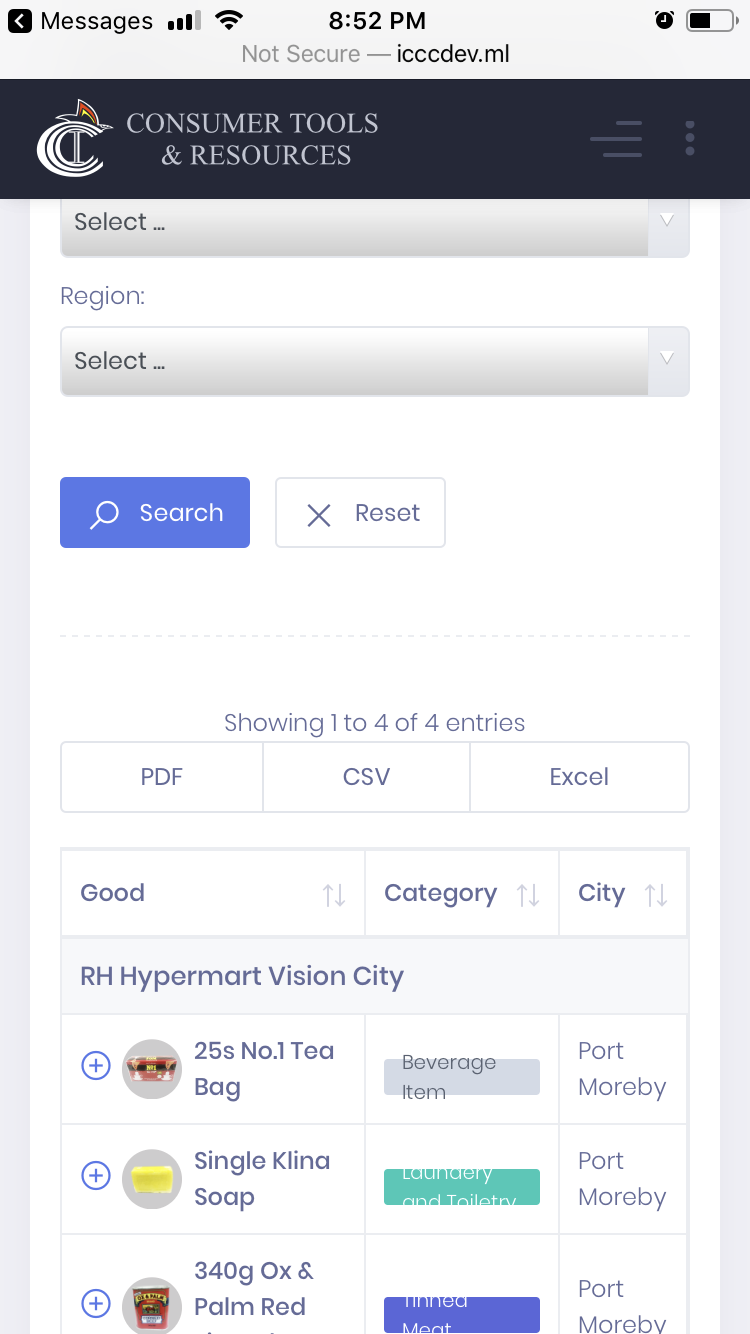 Messages 8:52 PM
Not Secure — icccdev.ml
CONSUMER TOOLS
& RESOURCES
Select ...
Region:
Select ...
Search Reset
Showing 1 to 4 of 4 entries
PDF CSV Excel
Good Category City
RH Hypermart Vision City
25s No.1 Tea
Bag
Beverage
Item
Port
Moreby
Single Klina
Soap
Laundery
and Toiletry
Port
Moreby
340g Ox &
Palm Red
Tinned
Meat
Port
Moreby